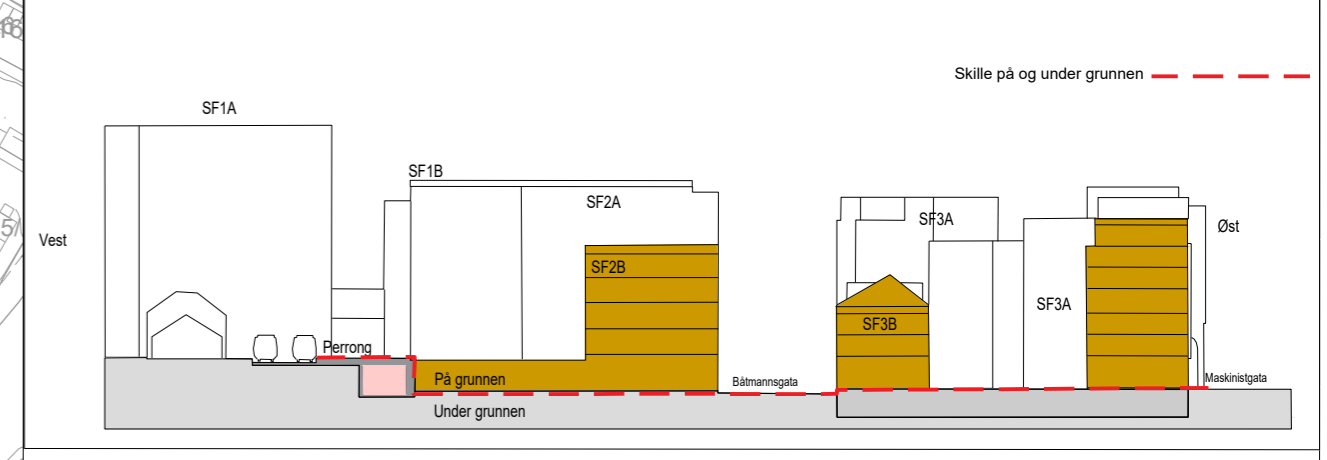 Skille på og under grunnen
SF1A
SF1B
SF2A
SF3A
Vest
Øst
SF2B
SF3A
SF3B
Perrong
På grunnen
Båtmannsgata
Maskinistgata
Under grunnen